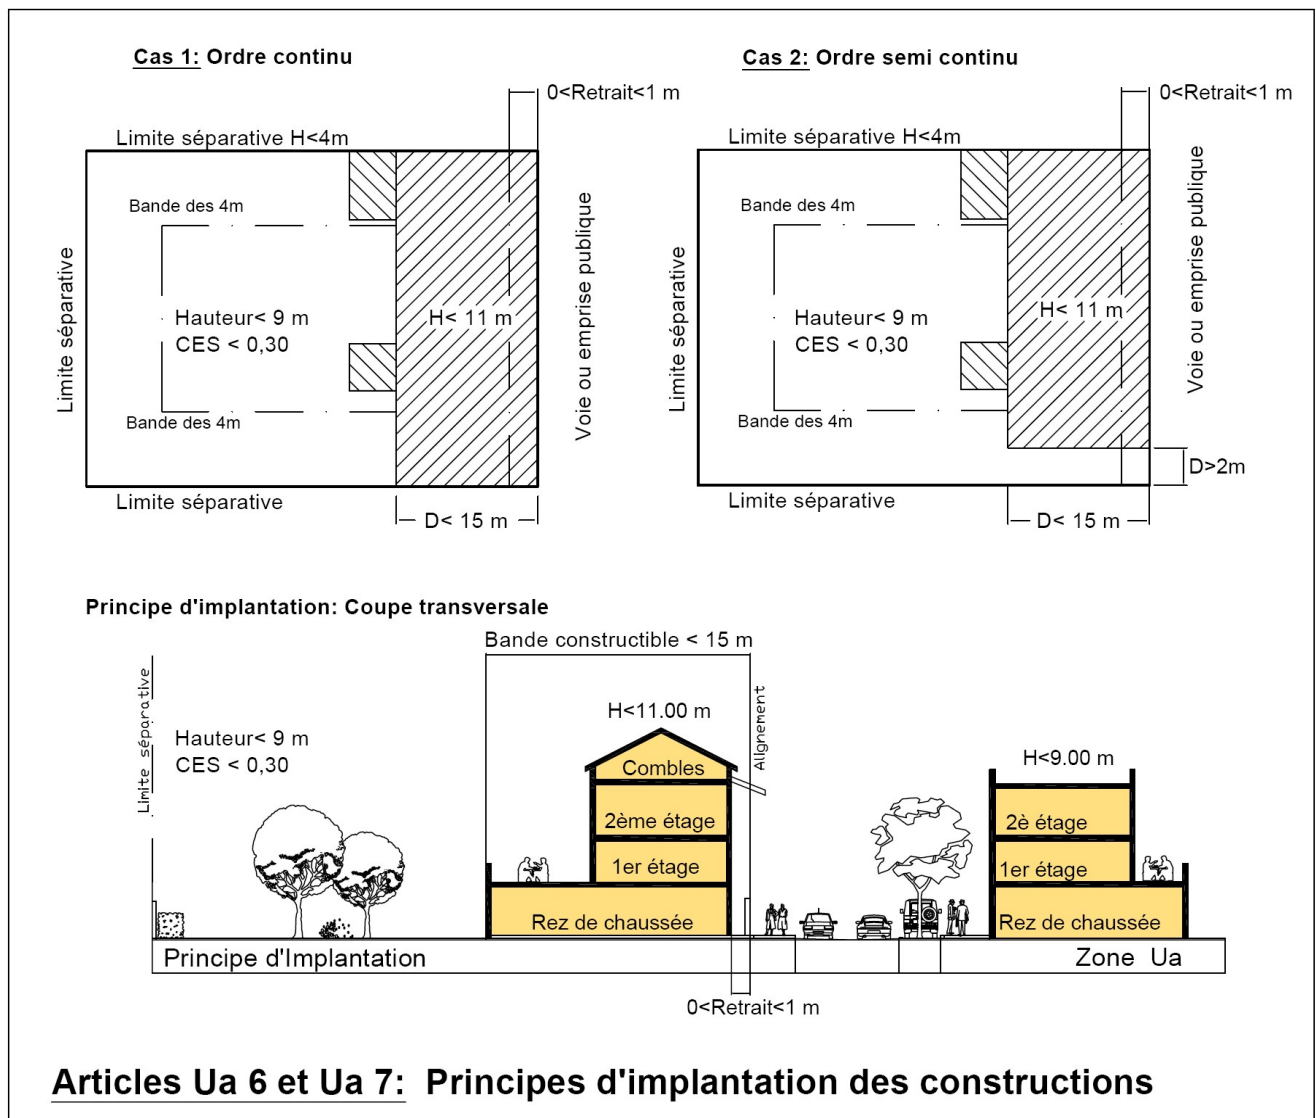 Cas 1: Ordre continu
0<Retrait<1 m
Limite séparative H<4m
Bande des 4m
Limite séparative
Hauteur< 9 m
CES < 0,30
H< 11 m
Voie ou emprise publique
Bande des 4m
Limite séparative
D< 15 m
Cas 2: Ordre semi continu
0<Retrait<1 m
Limite séparative H<4m
Bande des 4m
Limite séparative
Hauteur< 9 m
CES < 0,30
H< 11 m
Voie ou emprise publique
Bande des 4m
D>2m
Limite séparative
D< 15 m
Principe d'implantation: Coupe transversale
Bande constructible < 15 m
Limite séparative
Hauteur< 9 m
CES < 0,30
H<11.00 m
Alignement
Combles
2ème étage
1er étage
Rez de chaussée
H<9.00 m
2è étage
1er étage
Rez de chaussée
Principe d'Implantation
Zone Ua
0<Retrait<1 m
Articles Ua 6 et Ua 7: Principes d'implantation des constructions